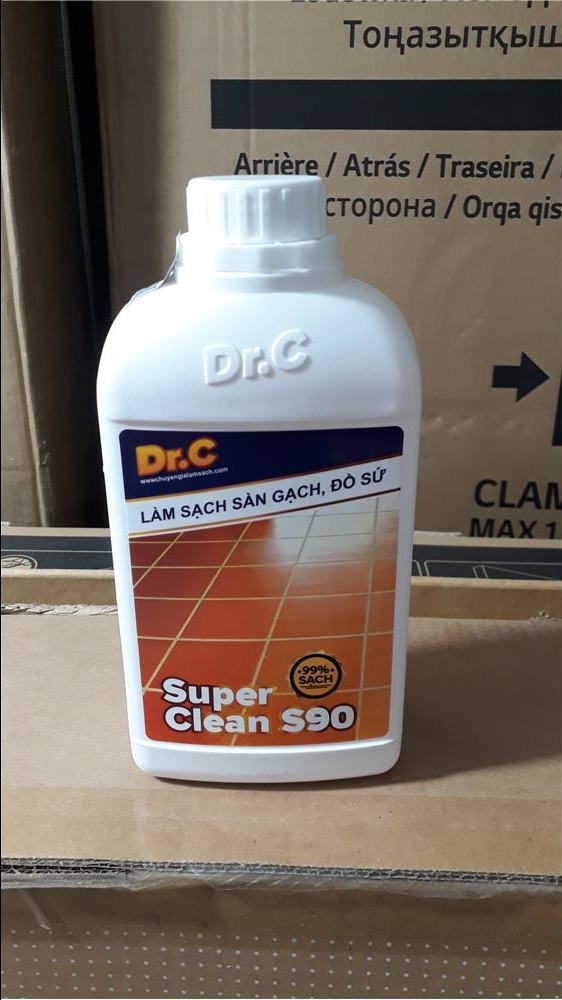 Тоңазытқыш
Arrière / Atrás / Traseira /
сторона / Orqa qis
Dr.C
Dr.C
www.chuyengialamsach.com
LÀM SẠCH SÀN GẠCH, ĐỒ SỨ
CLAM
MAX 1
99%
SẠCH
Super
Clean S90